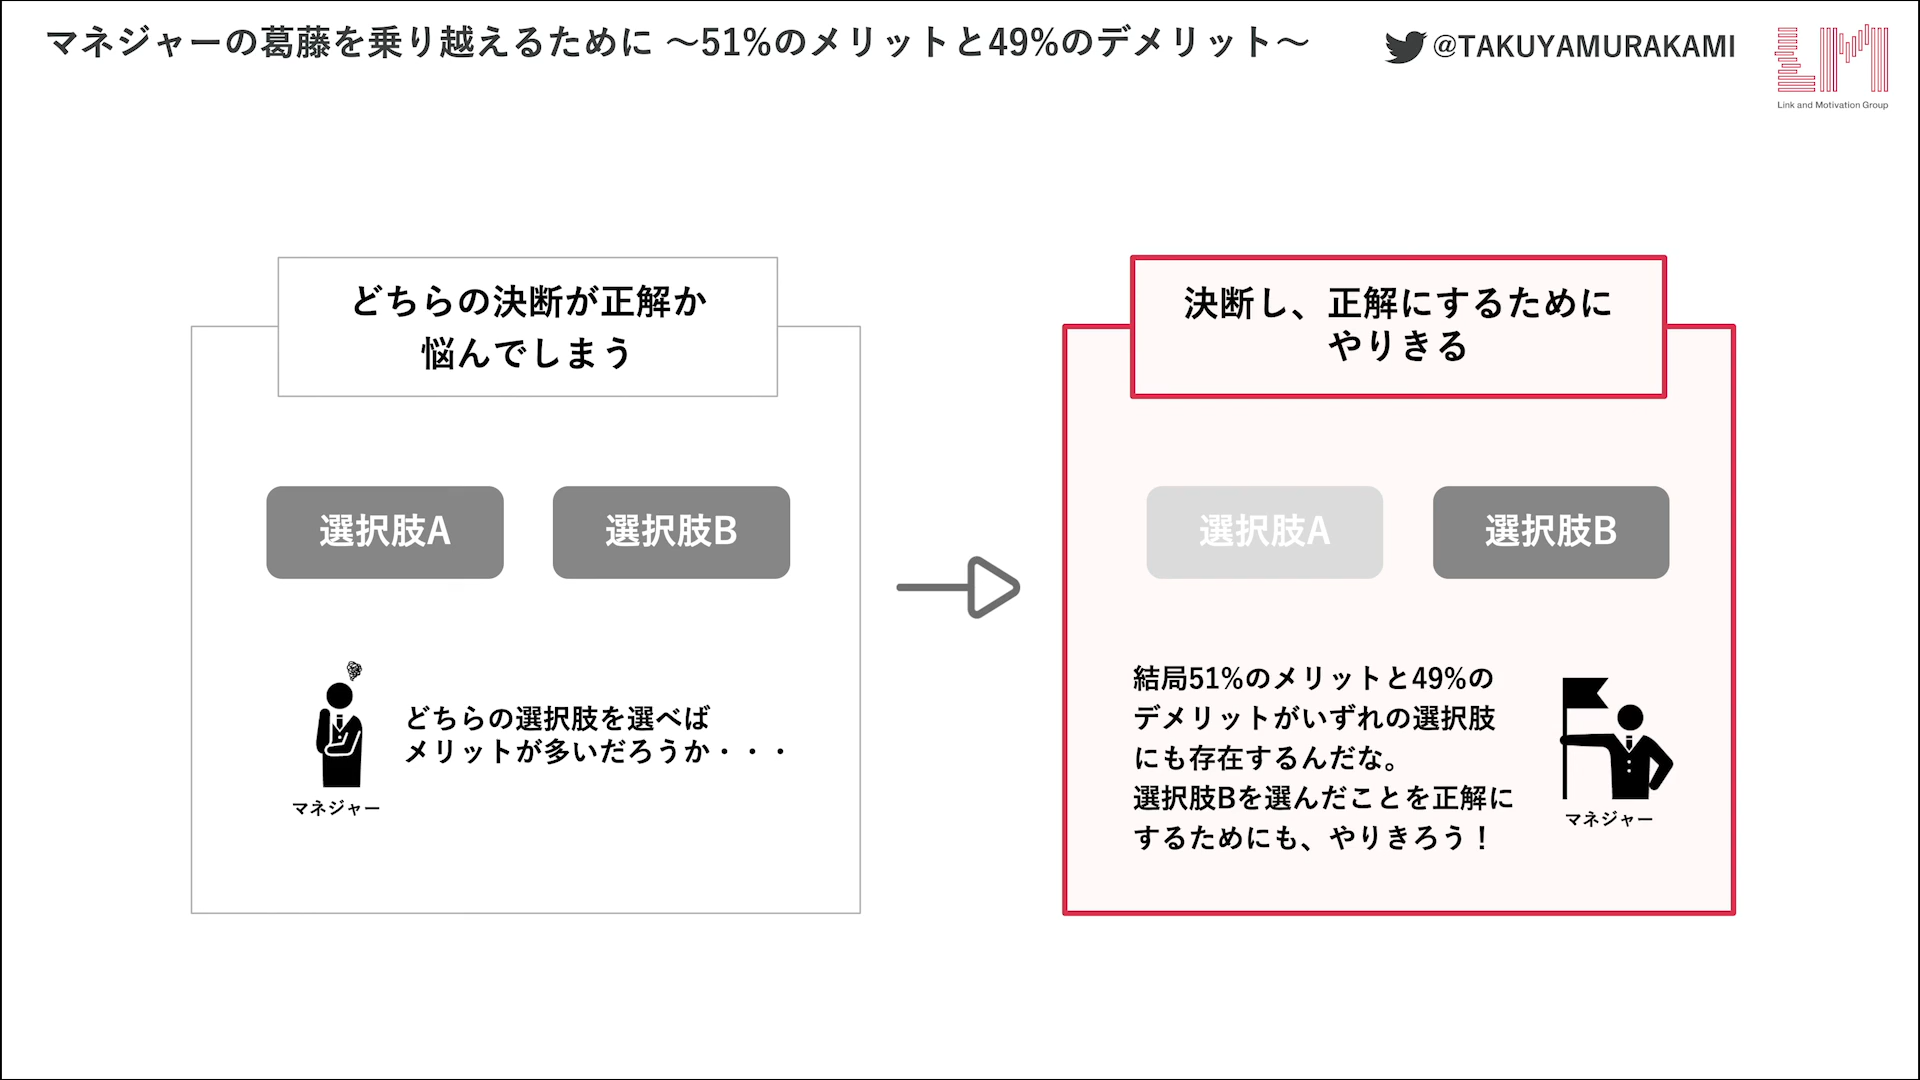 マネジャーの葛藤を乗り越えるために ～51%のメリットと49%のデメリット～
@TAKUYAMURAKAMI
Link and Motivation Group
どちらの決断が正解か
悩んでしまう
選択肢A
選択肢B
どちらの選択肢を選べば
メリットが多いだろうか・・・
マネジャー
決断し、正解にするために
やりきる
選択肢A
選択肢B
結局51%のメリットと49%の
デメリットがいずれの選択肢
にも存在するんだな。
選択肢Bを選んだことを正解に
するためにも、やりきろう！
マネジャー